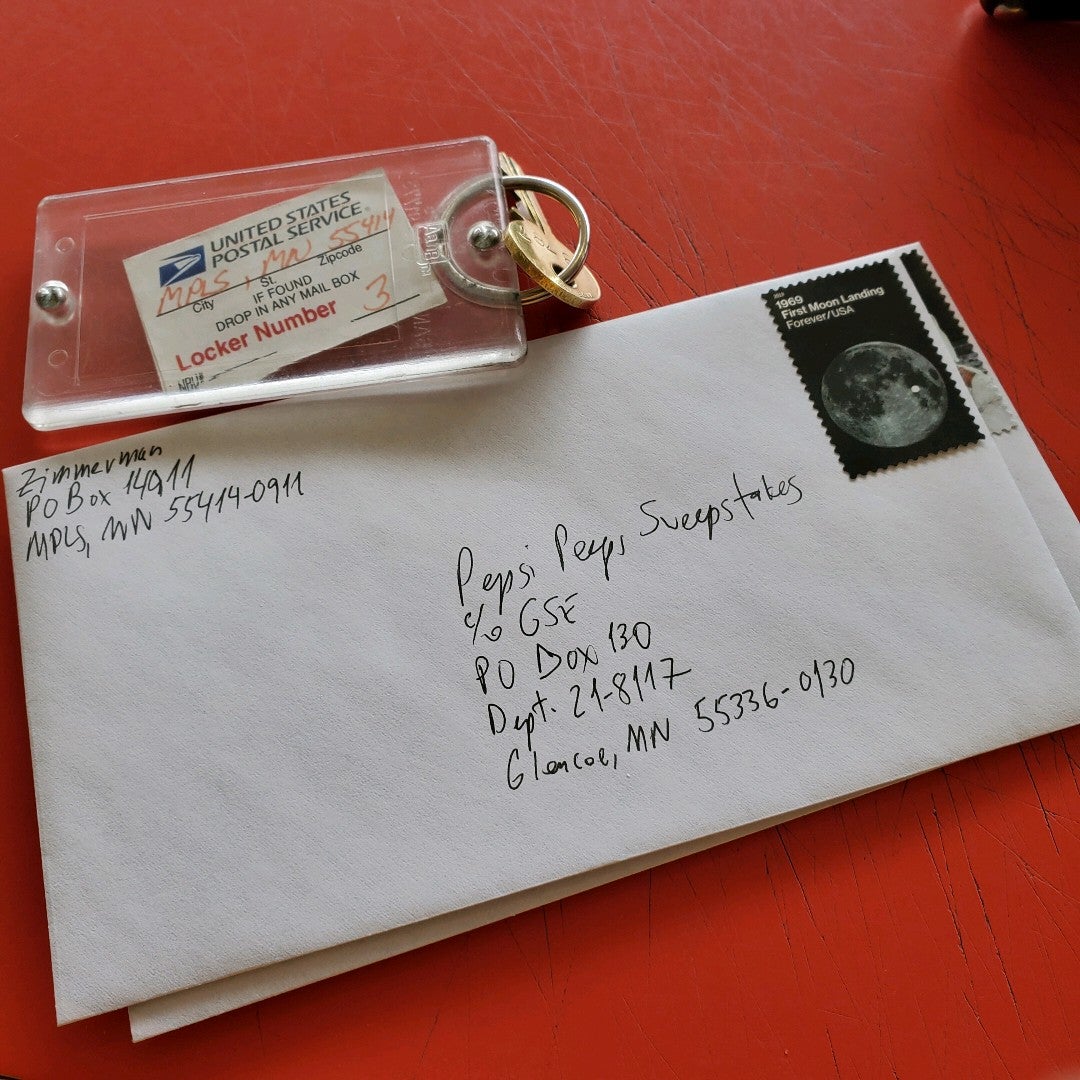 UNITED STATES
POSTAL SERVICE®
MPLS, MN 55414
City St. Zipcode
IF FOUND
DROP IN ANY MAIL BOX
Locker Number 3
NBU#
2019
1969
First Moon Landing
Forever/USA
Zimmerman
PO Box 14911
MPLS, MN 55414-0911
Pepsi Peeps Sweepstakes
c/o GSE
PO Box 130
Dept. 21-8117
Glencoe, MN 55336-0130